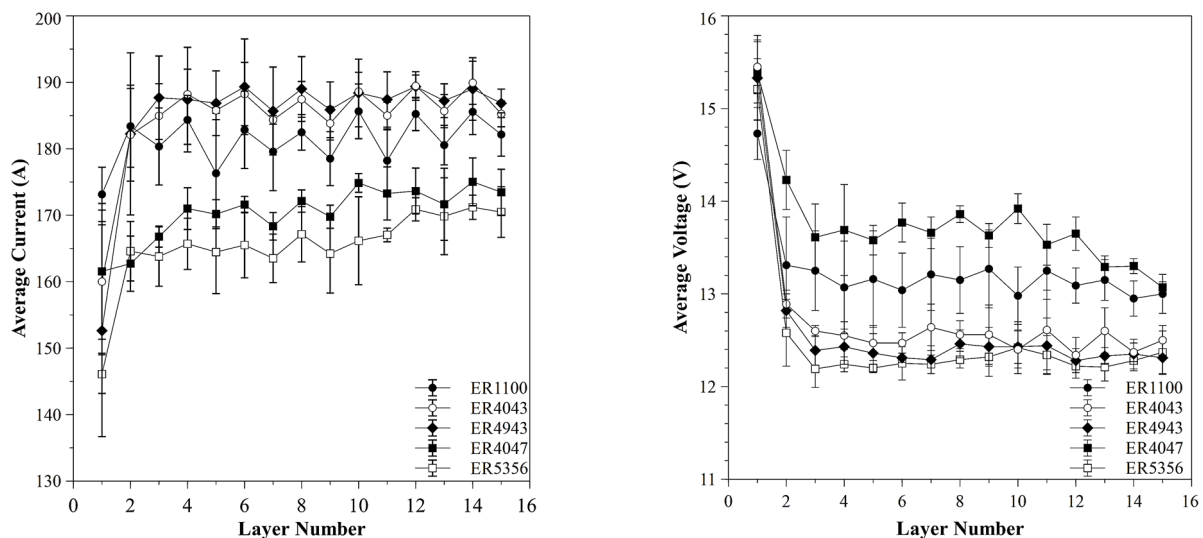 200
190
180
170
160
150
140
130
Average Current (A)
0 2 4 6 8 10 12 14 16
Layer Number
ER1100
ER4043
ER4943
ER4047
ER5356
16
15
14
13
12
11
Average Voltage (V)
0 2 4 6 8 10 12 14 16
Layer Number
ER1100
ER4043
ER4943
ER4047
ER5356